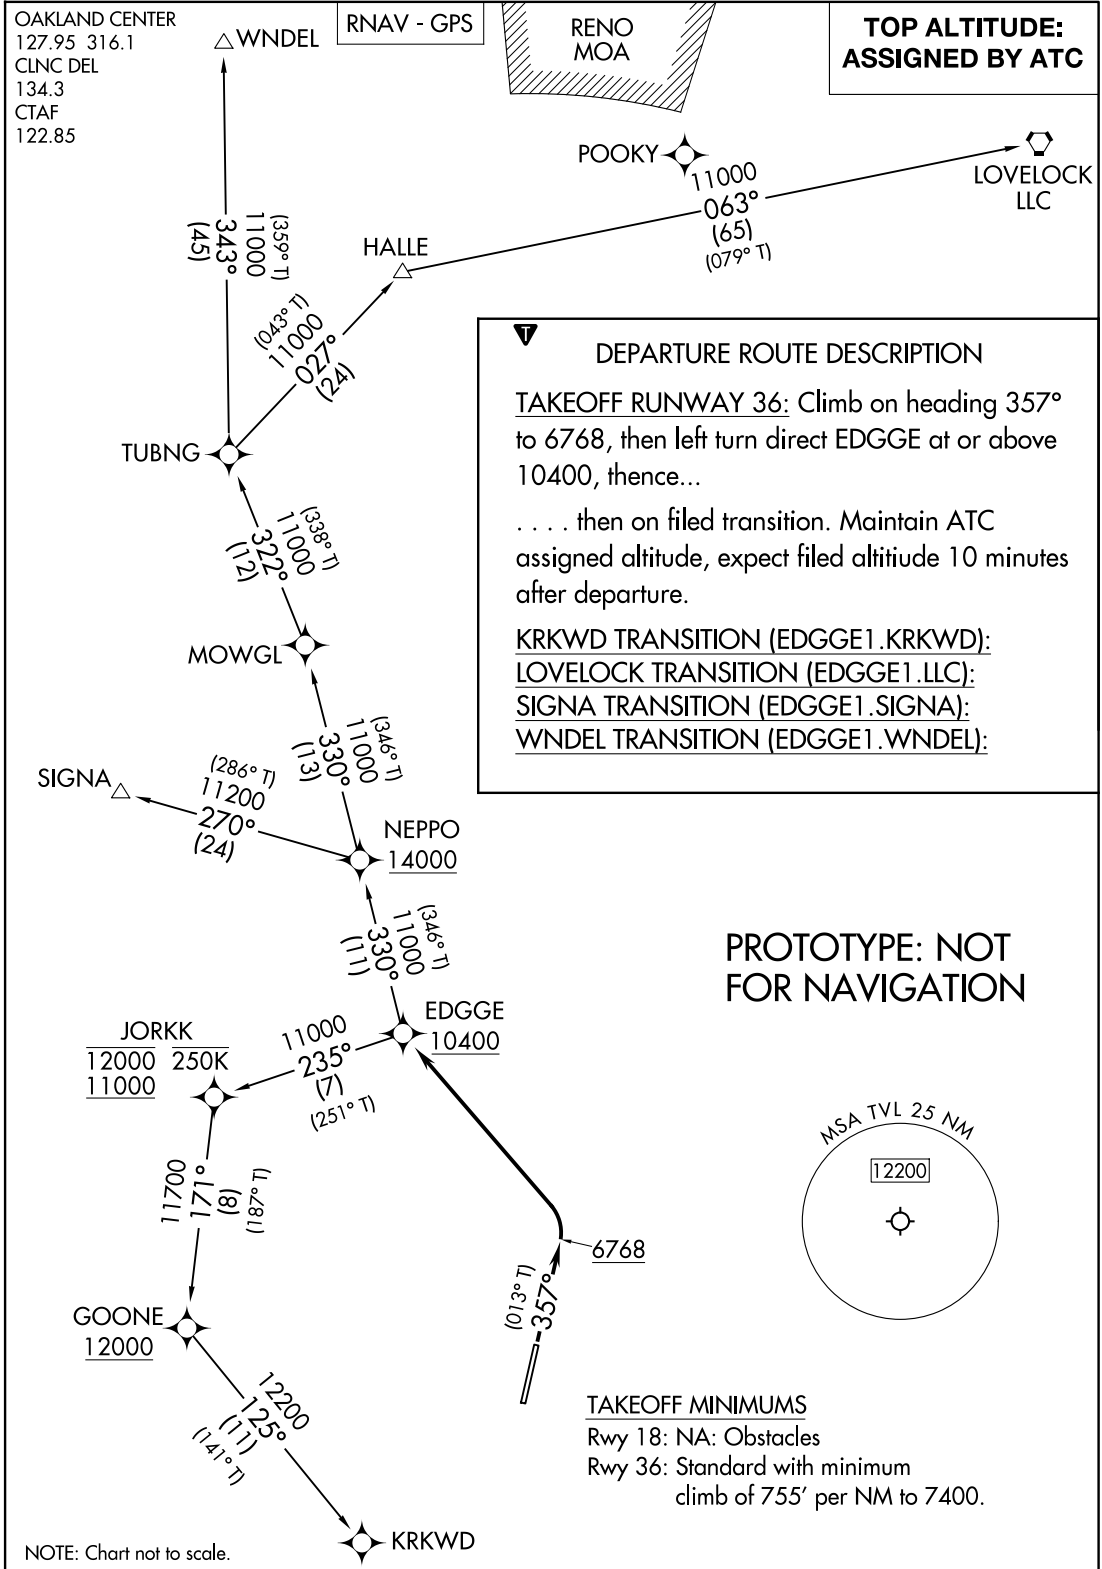 OAKLAND CENTER
127.95 316.1
CLNC DEL
134.3
CTAF
122.85
WNDEL
RNAV - GPS
RENO
MOA
TOP ALTITUDE:
ASSIGNED BY ATC
POOKY
LOVELOCK
LLC
11000
063°
(65)
(079° T)
(359° T)
11000
343°
(45)
HALLE
(043° T)
11000
027°
(24)
TUBNG
T
DEPARTURE ROUTE DESCRIPTION
TAKEOFF RUNWAY 36: Climb on heading 357°
to 6768, then left turn direct EDGGE at or above
10400, thence...
. . . . then on filed transition. Maintain ATC
assigned altitude, expect filed altitiude 10 minutes
after departure.
KRKWD TRANSITION (EDGGE1.KRKWD):
LOVELOCK TRANSITION (EDGGE1.LLC):
SIGNA TRANSITION (EDGGE1.SIGNA):
WNDEL TRANSITION (EDGGE1.WNDEL):
(338° T)
11000
322°
(12)
MOWGL
(346° T)
11000
330°
(13)
SIGNA
(286° T)
11200
270°
(24)
NEPPO
14000
(346° T)
11000
330°
(11)
PROTOTYPE: NOT
FOR NAVIGATION
EDGGE
10400
JORKK
12000 250K
11000
11000
235°
(7)
(251° T)
11700
171°
(8)
(187° T)
MSA TVL 25 NM
12200
6768
(013° T)
357°
GOONE
12000
12200
125°
(11)
(141° T)
TAKEOFF MINIMUMS
Rwy 18: NA: Obstacles
Rwy 36: Standard with minimum
climb of 755' per NM to 7400.
KRKWD
NOTE: Chart not to scale.